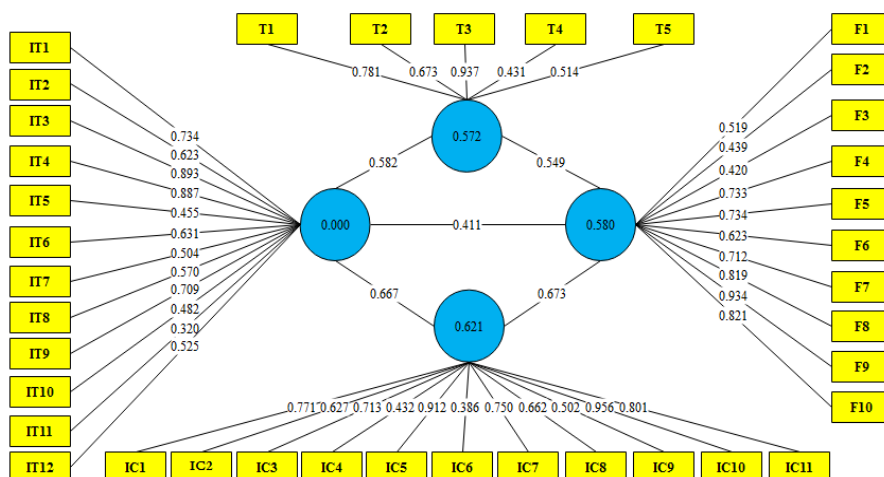 T1 T2 T3 T4 T5
0.781 0.673 0.937 0.431 0.514
IT1
IT2
IT3
IT4
IT5
IT6
IT7
IT8
IT9
IT10
IT11
IT12
0.734
0.623
0.893
0.887
0.455
0.631
0.504
0.570
0.709
0.482
0.320
0.525
0.572
0.582 0.549
0.000 0.411 0.580
0.667 0.673
0.621
0.519
0.439
0.420
0.733
0.734
0.623
0.712
0.819
0.934
0.821
F1
F2
F3
F4
F5
F6
F7
F8
F9
F10
0.771 0.627 0.713 0.432 0.912 0.386 0.750 0.662 0.502 0.956 0.801
IC1 IC2 IC3 IC4 IC5 IC6 IC7 IC8 IC9 IC10 IC11